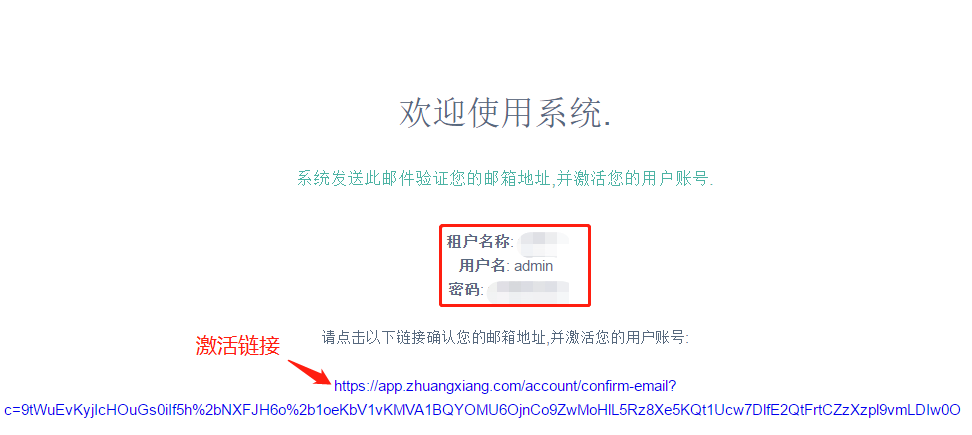 欢迎使用系统.
系统发送此邮件验证您的邮箱地址,并激活您的用户账号.
租户名称:
用户名: admin
密码:
请点击以下链接确认您的邮箱地址,并激活您的用户账号:
激活链接
https://app.zhuangxiang.com/account/confirm-email?
c=9tWuEvKyjIcHOuGs0iIf5h%2bNXFJH6o%2b1oeKbV1vKMVA1BQYOMU6OjnCo9ZwMoHlL5Rz8Xe5KQt1Ucw7DlfE2QtFrtCZzXzpl9vmLDIw0O